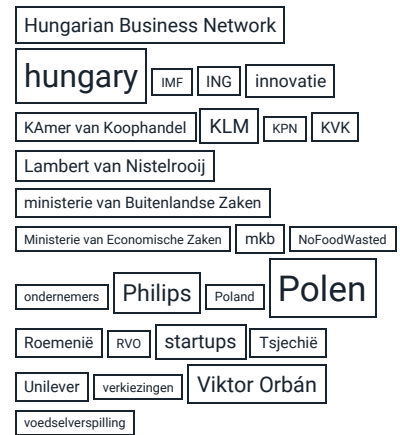 Hungarian Business Network
hungary IMF ING innovatie
KAmer van Koophandel KLM KPN KVK
Lambert van Nistelrooij
ministerie van Buitenlandse Zaken
Ministerie van Economische Zaken mkb NoFoodWasted
ondernemers Philips Poland Polen
Roemenië RVO startups Tsjechië
Unilever verkiezingen Viktor Orbán
voedselverspilling